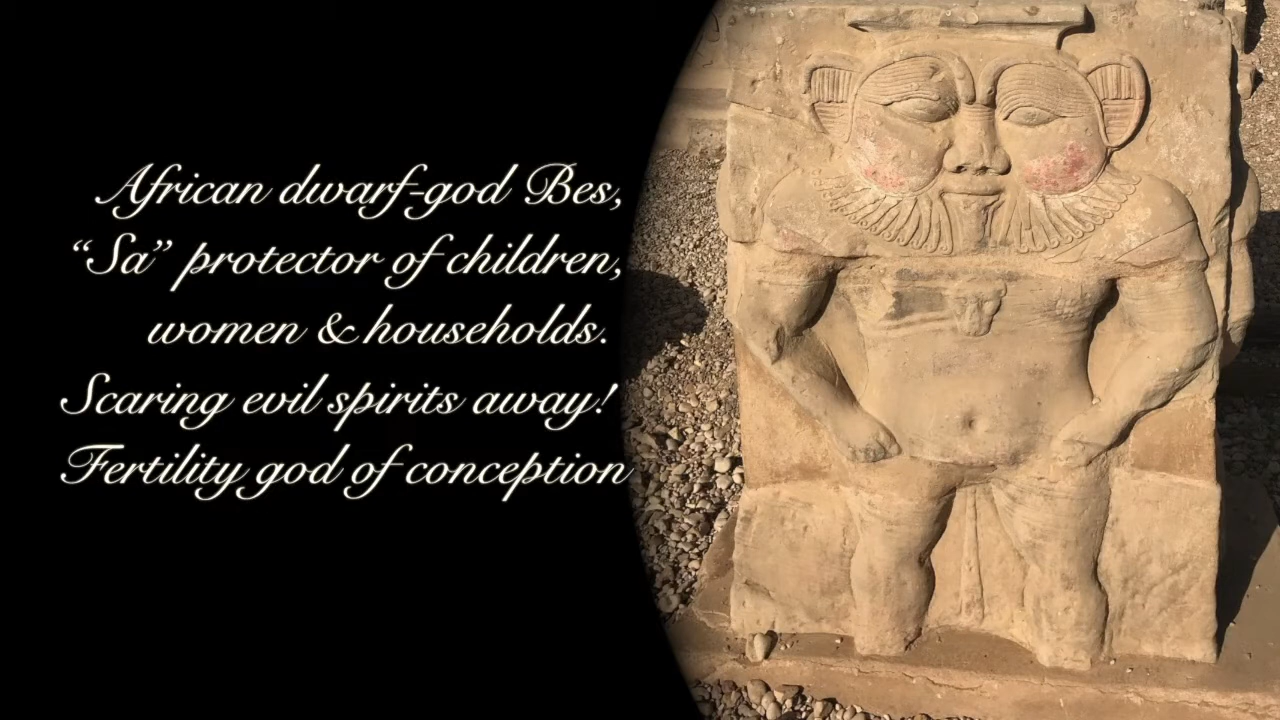 African dwarf-god Bes,
“Sa” protector of children,
women & households.
Scaring evil spirits away!
Fertility god of conception